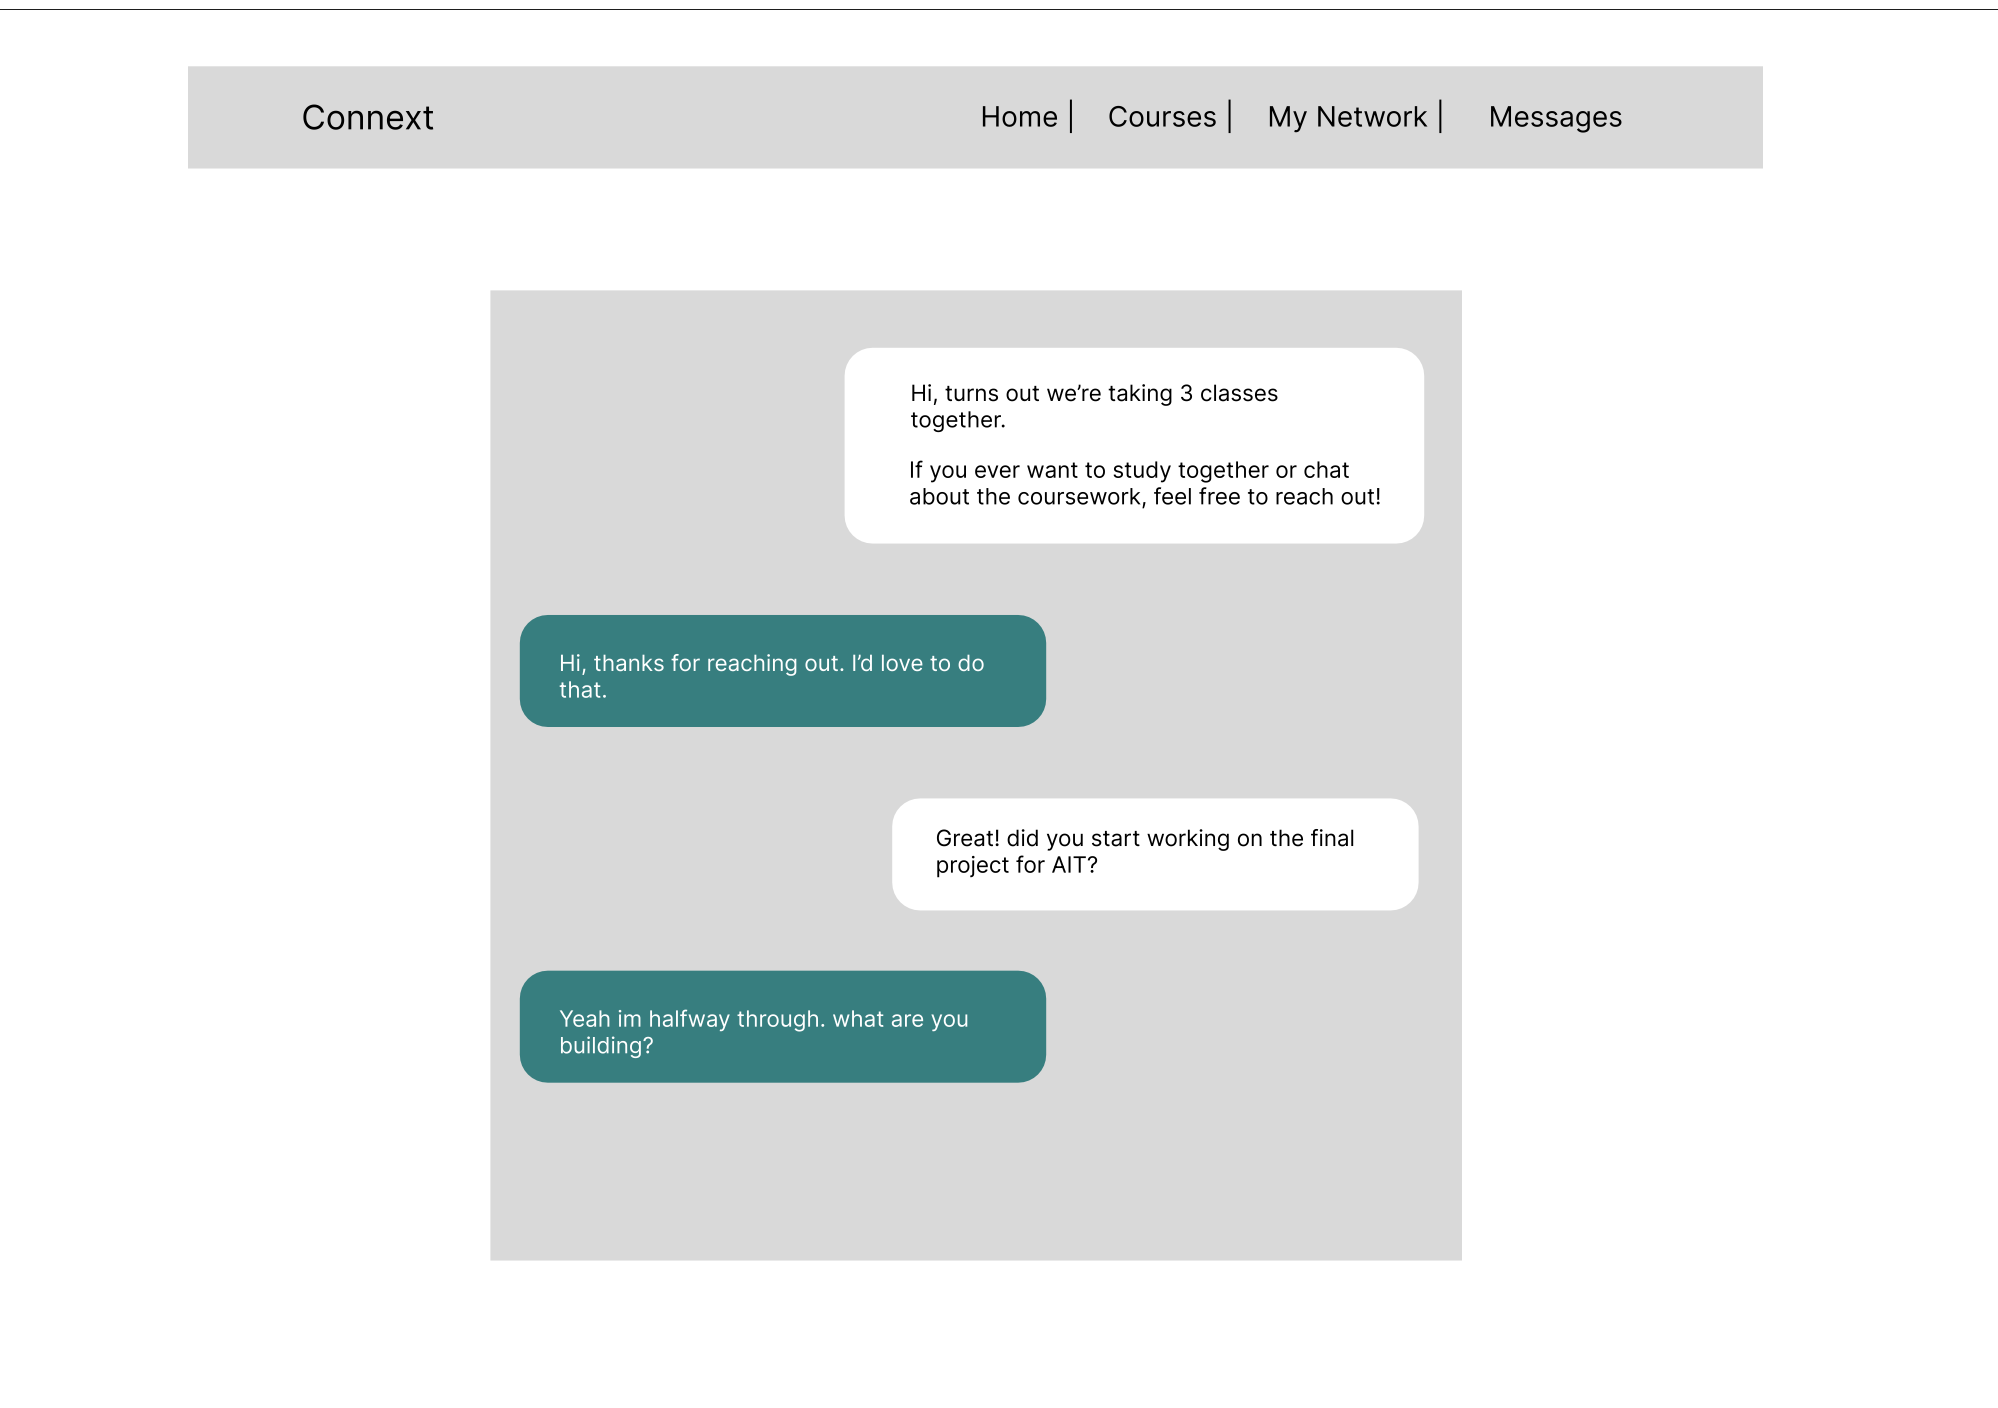 Connext
Home | Courses | My Network | Messages
Hi, turns out we’re taking 3 classes
together.
If you ever want to study together or chat
about the coursework, feel free to reach out!
Hi, thanks for reaching out. I’d love to do
that.
Great! did you start working on the final
project for AIT?
Yeah im halfway through. what are you
building?